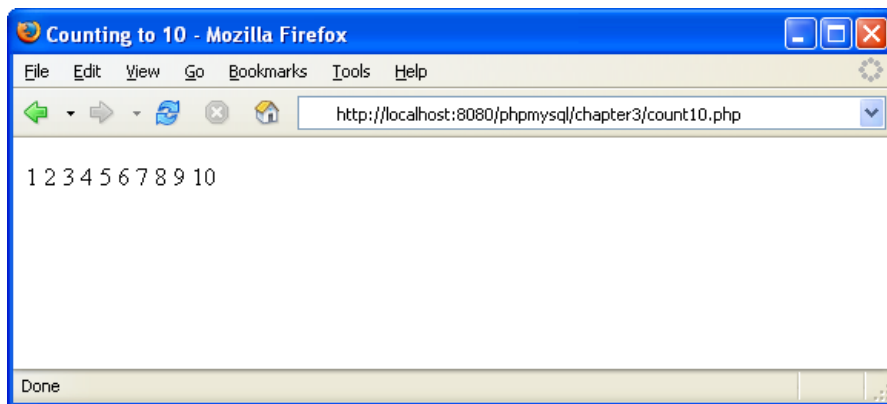 Counting to 10 - Mozilla Firefox
File Edit View Go Bookmarks Tools Help
http://localhost:8080/phpmysql/chapter3/count10.php
1 2 3 4 5 6 7 8 9 10
Done